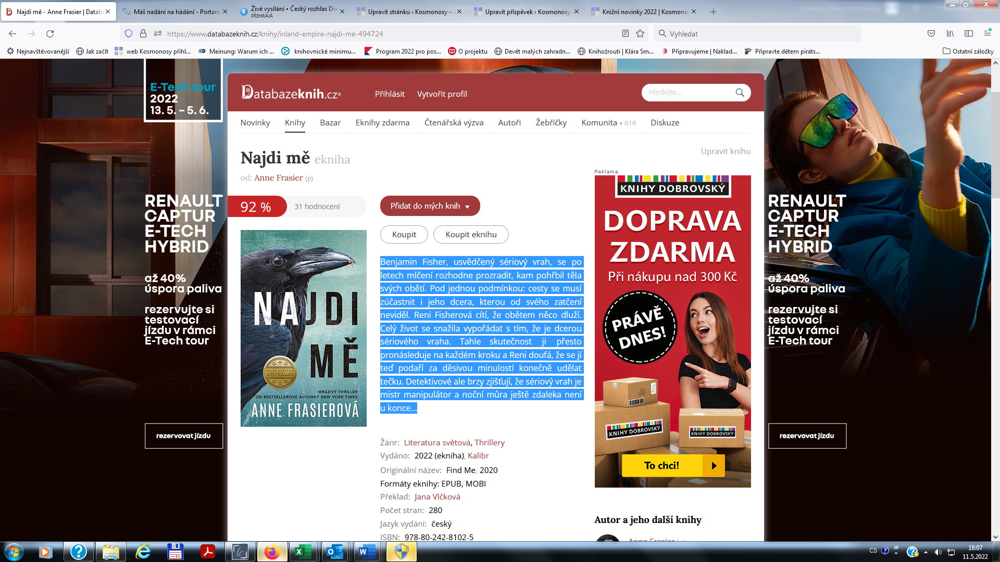 Najdi mě - Anne Frasier | Databa
Máš nadání na hádání - Portaro
Živé vysílání • Český rozhlas Dvo
PŘEHRÁVÁ
Upravit stránku ‹ Kosmonosy —
Upravit příspěvek ‹ Kosmonosy
Knižní novinky 2022 | Kosmonos
https://www.databazeknih.cz/knihy/inland-empire-najdi-me-494724
Vyhledat
Nejnavštěvovanější
Jak začít
web Kosmonosy přihl...
Meinung: Warum ich ...
knihovnické minimu...
Program 2022 pro pos...
O projektu
Devět malých zahradn...
Knihožrouti | Klára Sm...
Připravujeme | Naklad...
Připravte dětem piráts...
Ostatní záložky
E-Tech tour
2022
13. 5. – 5. 6.
RENAULT
CAPTUR
E-TECH
HYBRID
až 40%
úspora paliva
rezervujte si
testovací
jízdu v rámci
E-Tech tour
rezervovat jízdu
Databazeknih.cz®
Přihlásit
Vytvořit profil
Hledejte...
Novinky
Knihy
Bazar
Eknihy zdarma
Čtenářská výzva
Autoři
Žebříčky
Komunita • 616
Diskuze
Najdi mě ekniha
Upravit knihu
od: Anne Frasier (p)
92 %
31 hodnocení
Přidat do mých knih
Koupit
Koupit eknihu
NAJDI
MĚ
EDICE SVĚTOVÝ
BESTSELLER
MRAZIVÝ THRILLER
OD BESTSELLEROVÉ AUTORKY NEW YORK TIMES
ANNE FRASIEROVÁ
Benjamin Fisher, usvědčený sériový vrah, se po
letech mlčení rozhodne prozradit, kam pohřbil těla
svých obětí. Pod jednou podmínkou: cesty se musí
zúčastnit i jeho dcera, kterou od svého zatčení
neviděl. Reni Fisherová cítí, že obětem něco dluží.
Celý život se snažila vypořádat s tím, že je dcerou
sériového vraha. Tahle skutečnost ji přesto
pronásleduje na každém kroku a Reni doufá, že se jí
teď podaří za děsivou minulostí konečně udělat
tečku. Detektivové ale brzy zjišťují, že sériový vrah je
mistr manipulátor a noční můra ještě zdaleka není
u konce...
Žánr: Literatura světová, Thrillery
Vydáno: 2022 (ekniha), Kalibr
Originální název: Find Me, 2020
Formáty eknihy: EPUB, MOBI
Překlad: Jana Vlčková
Počet stran: 280
Jazyk vydání: český
ISBN: 978-80-242-8102-5
Reklama
KNIHY DOBROVSKÝ
DOPRAVA
ZDARMA
Při nákupu nad 300 Kč
PRÁVĚ
DNES!
KNIHY DOBROVSKÝ
KNIHY DOBROVSKÝ
To chci!
Autor a jeho další knihy
Anne Frasier
RENAULT
CAPTUR
E-TECH
HYBRID
až 40%
úspora paliva
rezervujte si
testovací
jízdu v rámci
E-Tech tour
rezervovat jízdu
64
CS
18:07
11.5.2022